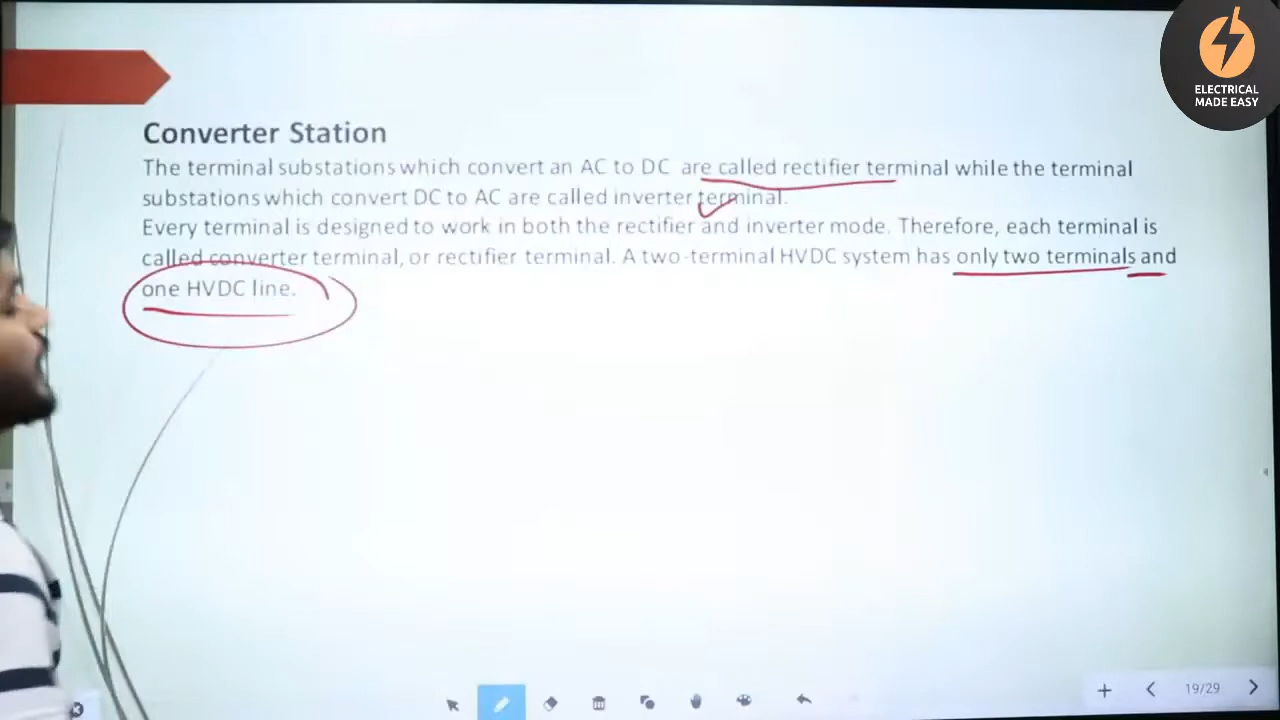 ELECTRICAL
MADE EASY
Converter Station
The terminal substations which convert an AC to DC are called rectifier terminal while the terminal
substations which convert DC to AC are called inverter terminal.
Every terminal is designed to work in both the rectifier and inverter mode. Therefore, each terminal is
called converter terminal, or rectifier terminal. A two-terminal HVDC system has only two terminals and
one HVDC line.
19/29